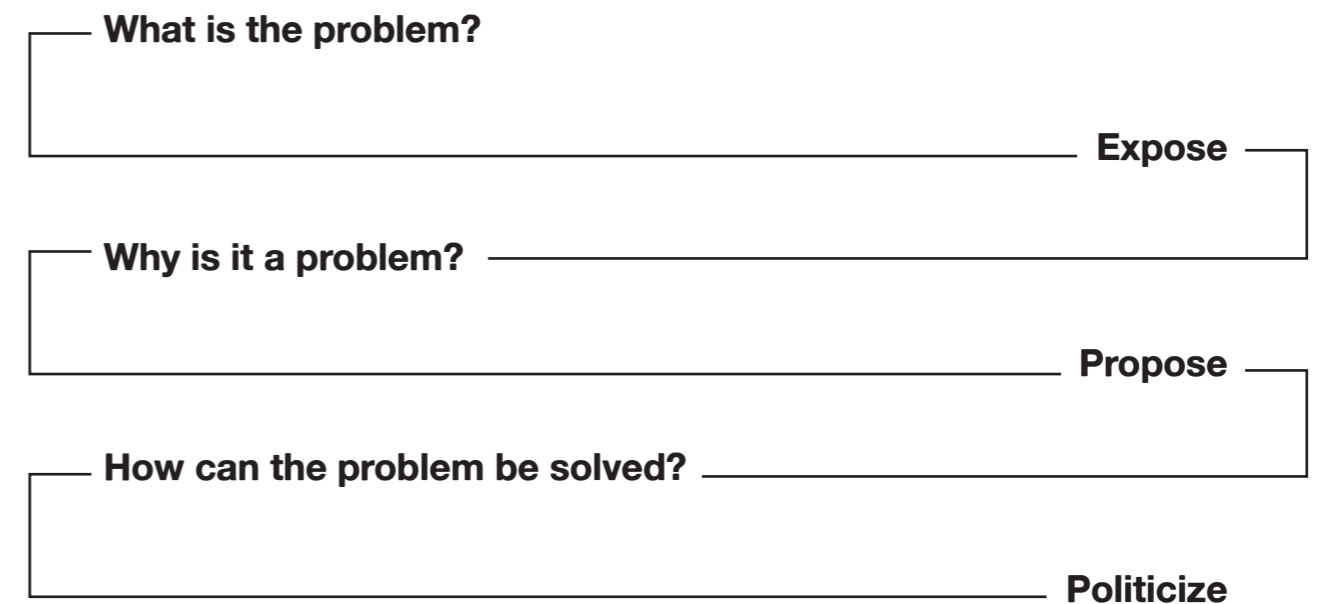 What is the problem?
Expose
Why is it a problem?
Propose
How can the problem be solved?
Politicize